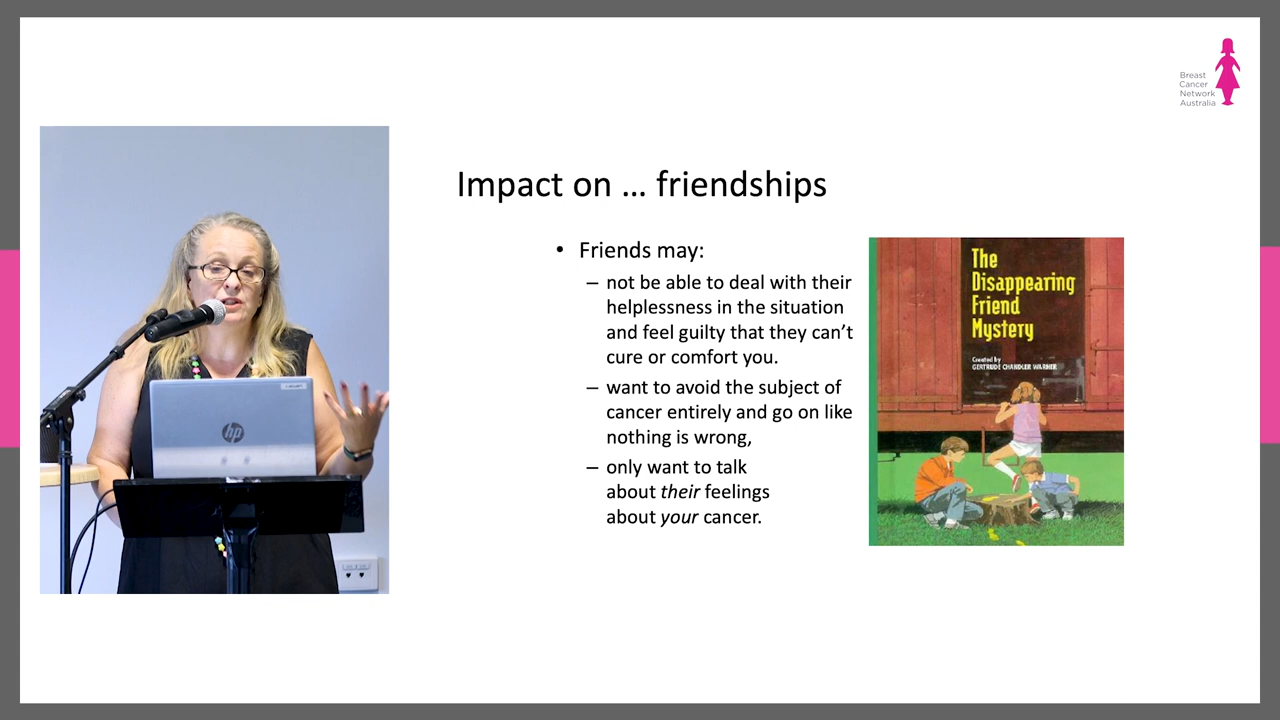 Breast
Cancer
Network
Australia
Impact on … friendships
• Friends may:
– not be able to deal with their
helplessness in the situation
and feel guilty that they can’t
cure or comfort you.
– want to avoid the subject of
cancer entirely and go on like
nothing is wrong,
– only want to talk
about their feelings
about your cancer.
The
Disappearing
Friend
Mystery
Created by
GERTRUDE CHANDLER WARNER
hp